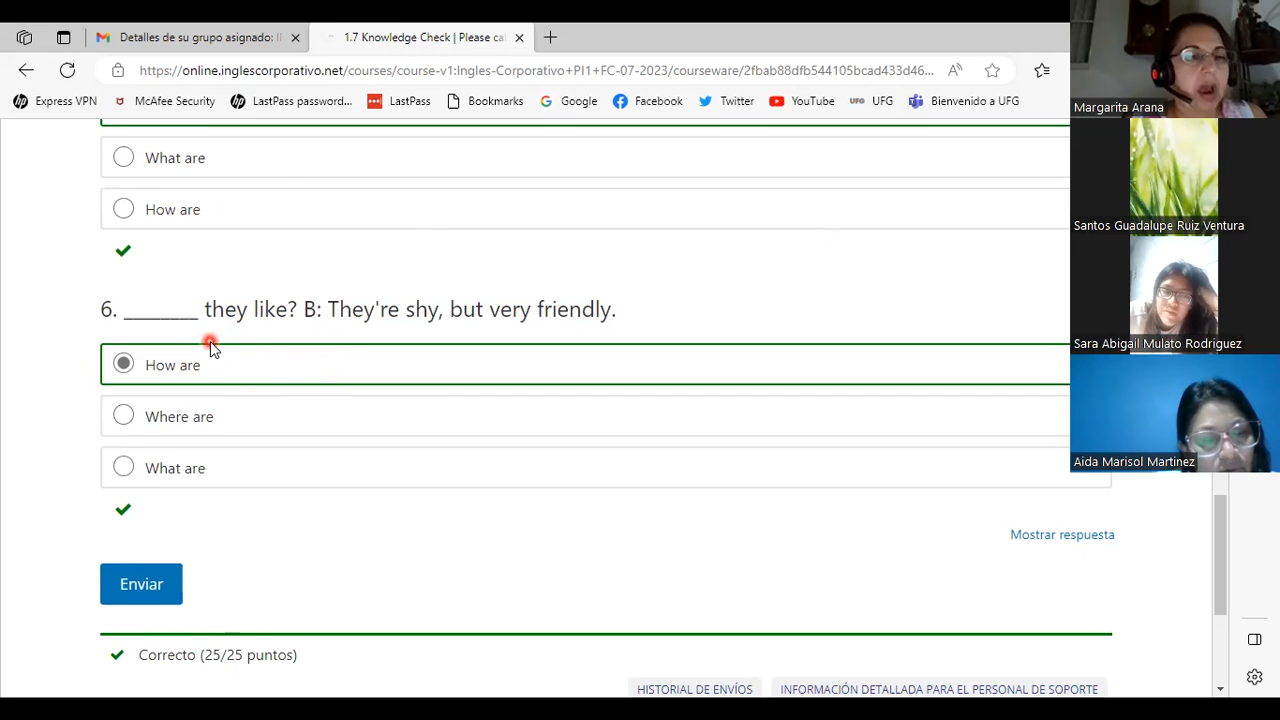 Detalles de su grupo asignado: I
1.7 Knowledge Check | Please ca
https://online.inglescorporativo.net/courses/course-v1:Ingles-Corporativo+PI1+FC-07-2023/courseware/2fbab88dfb544105bcad433d46...
Express VPN
McAfee Security
LastPass password...
LastPass
Bookmarks
Google
Facebook
Twitter
YouTube
UFG
Bienvenido a UFG
What are
How are
6. ________ they like? B: They're shy, but very friendly.
How are
Where are
What are
Mostrar respuesta
Enviar
Correcto (25/25 puntos)
HISTORIAL DE ENVÍOS
INFORMACIÓN DETALLADA PARA EL PERSONAL DE SOPORTE
Margarita Arana
Santos Guadalupe Ruiz Ventura
Sara Abigail Mulato Rodriguez
Aida Marisol Martinez